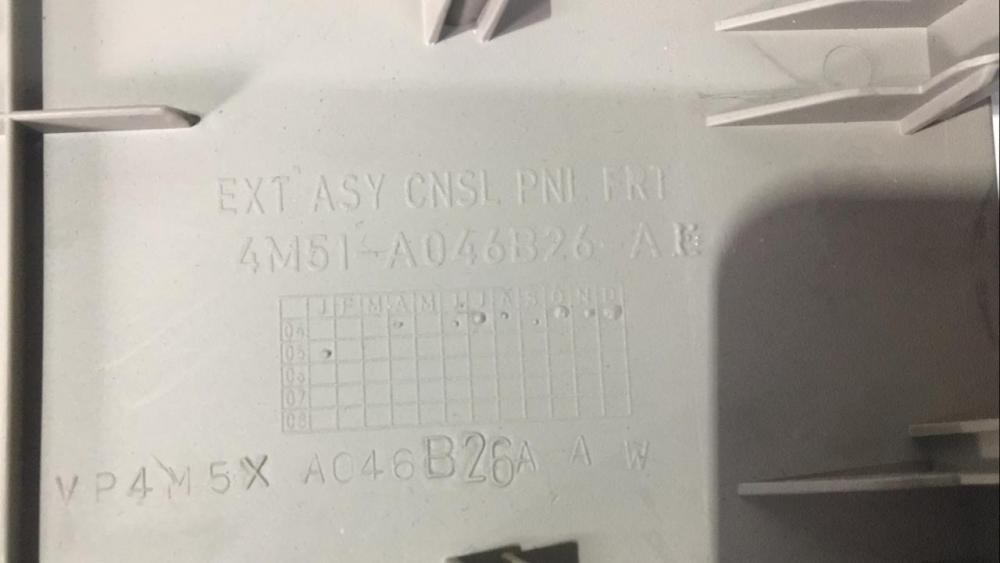 EXT ASY CNSL PNL FRT
4M51-A046B26 AE
J F M A M J J A S O N D
04
05
06
07
08
VP4M5X A046B26A A W